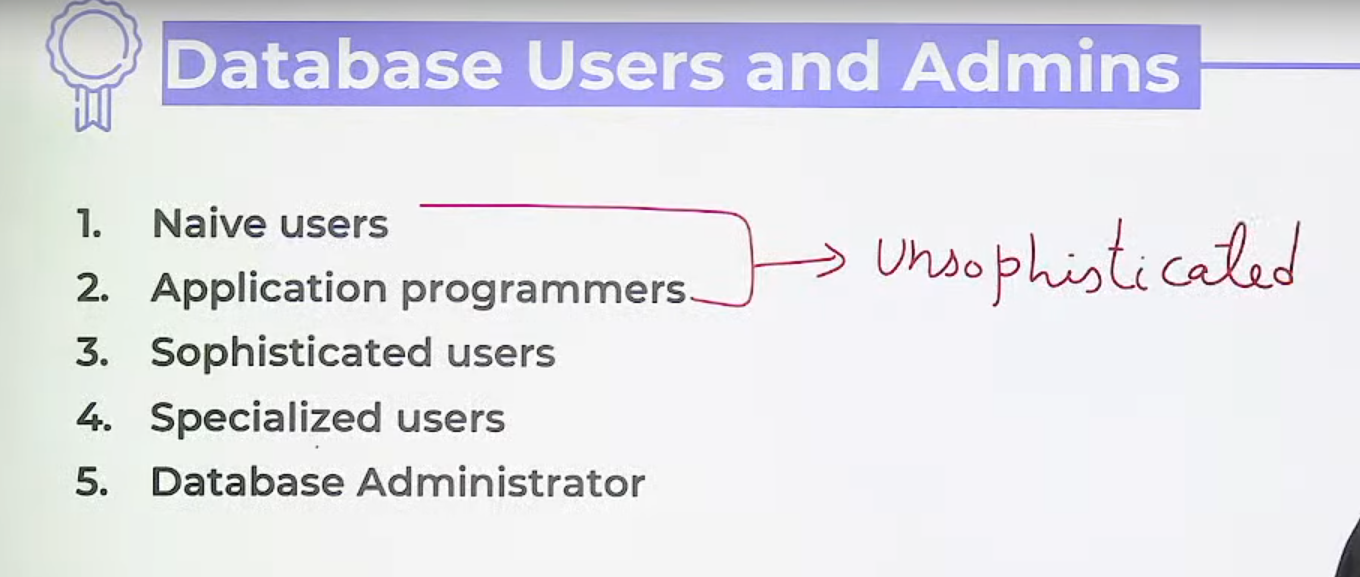 Database Users and Admins
1. Naive users
2. Application programmers
→ Unsophisticated
3. Sophisticated users
4. Specialized users
5. Database Administrator